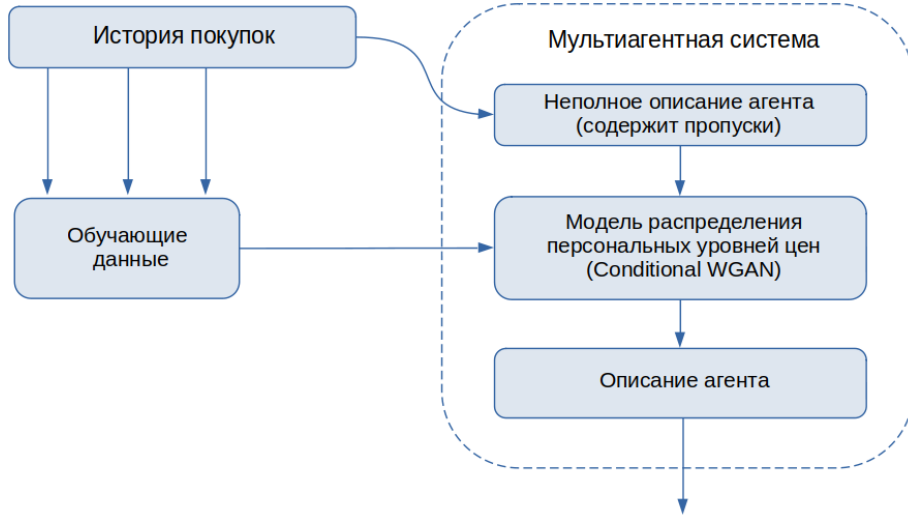 История покупок
Мультиагентная система
Неполное описание агента
(содержит пропуски)
Обучающие
данные
Модель распределения
персональных уровней цен
(Conditional WGAN)
Описание агента